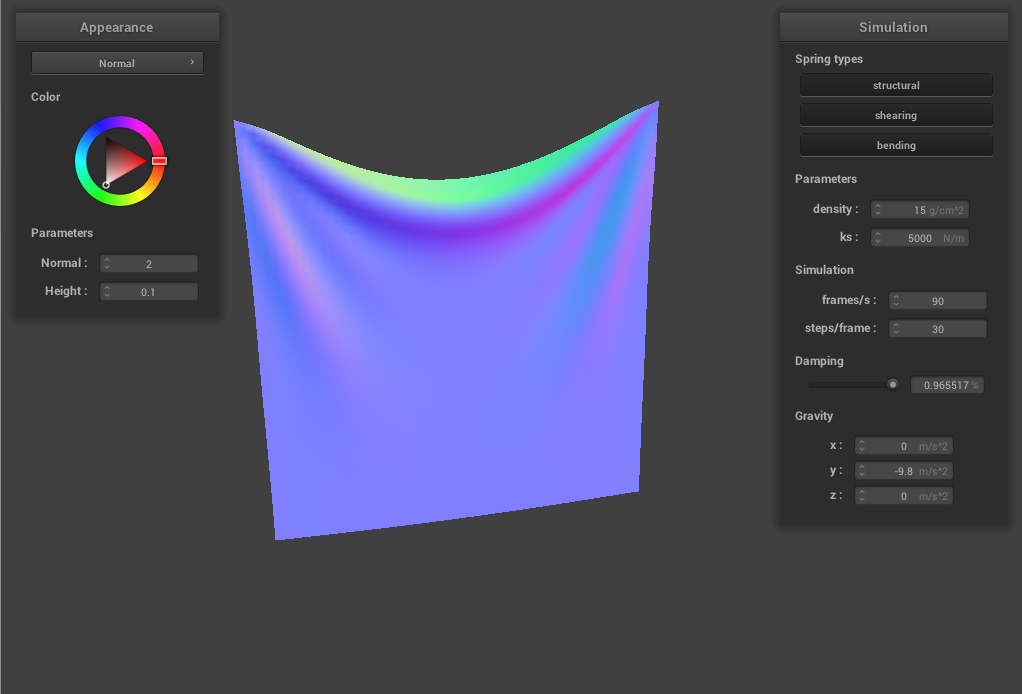 Appearance
Normal
Color
Parameters
Normal : 2
Height : 0.1
Simulation
Spring types
structural
shearing
bending
Parameters
density : 15 g/cm^2
ks : 5000 N/m
Simulation
frames/s : 90
steps/frame : 30
Damping
0.965517 %
Gravity
x : 0 m/s^2
y : -9.8 m/s^2
z : 0 m/s^2